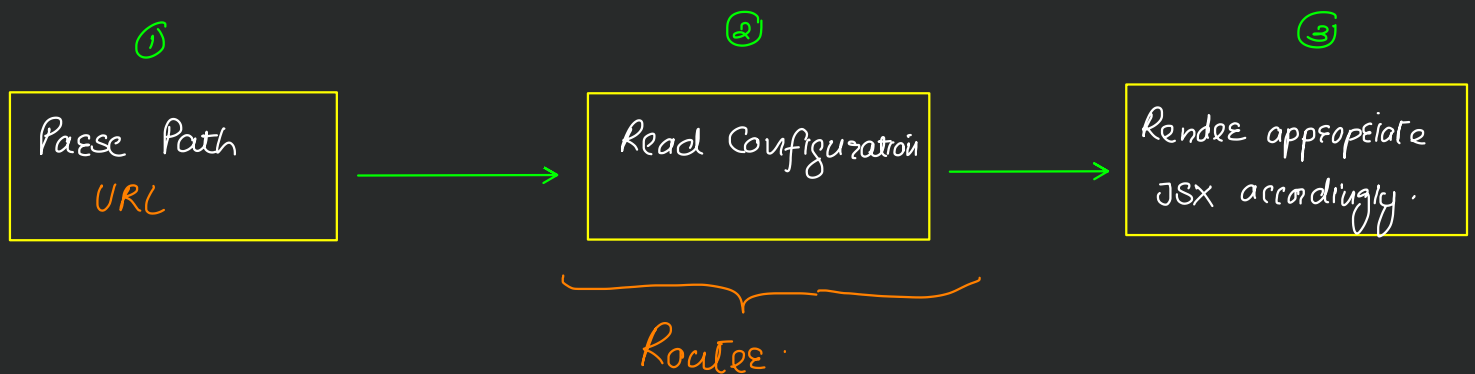 ①
②
③
Parse Path
URL
Read Configuration
Render appropriate
JSX accordingly.
Router.